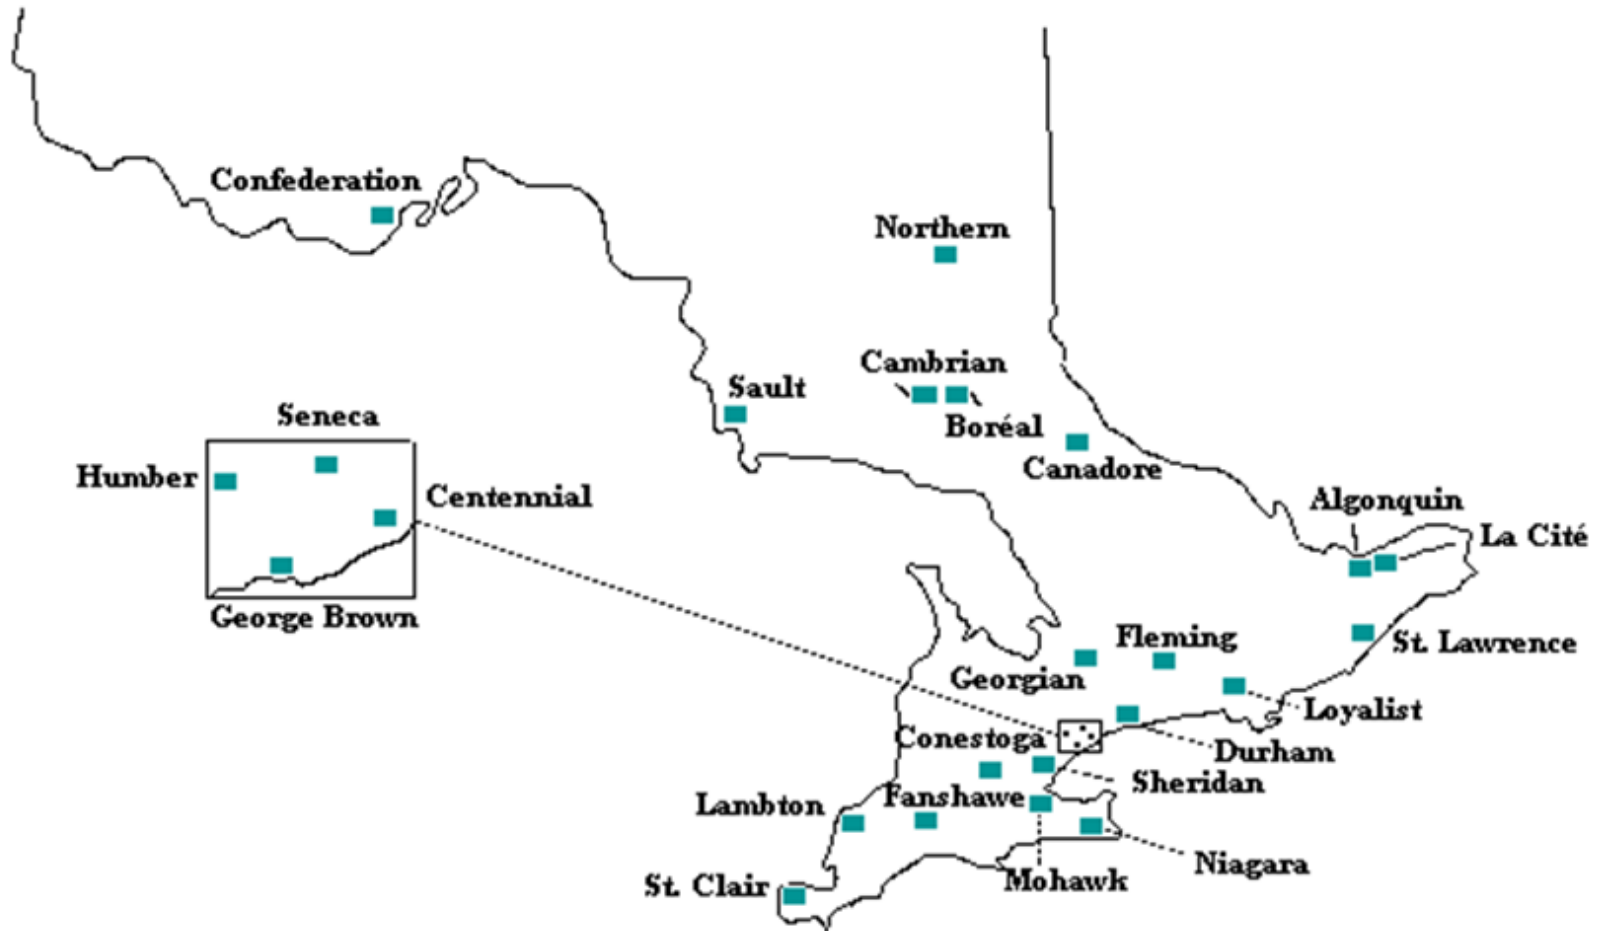 Confederation
Northern
Cambrian
Sault
Seneca
Boréal
Canadore
Humber
Centennial
Algonquin
La Cité
George Brown
Fleming
St. Lawrence
Georgian
Loyalist
Conestoga
Durham
Sheridan
Lambton
Fanshawe
Niagara
St. Clair
Mohawk